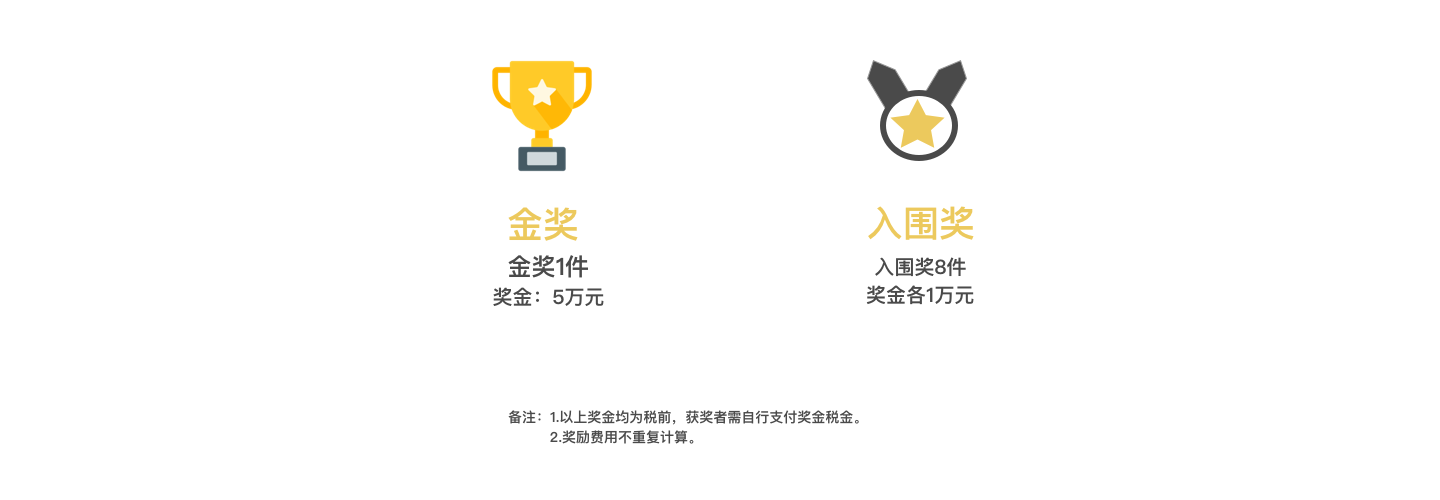 金奖
金奖1件
奖金：5万元
入围奖
入围奖8件
奖金各1万元
备注：1.以上奖金均为税前，获奖者需自行支付奖金税金。
2.奖励费用不重复计算。